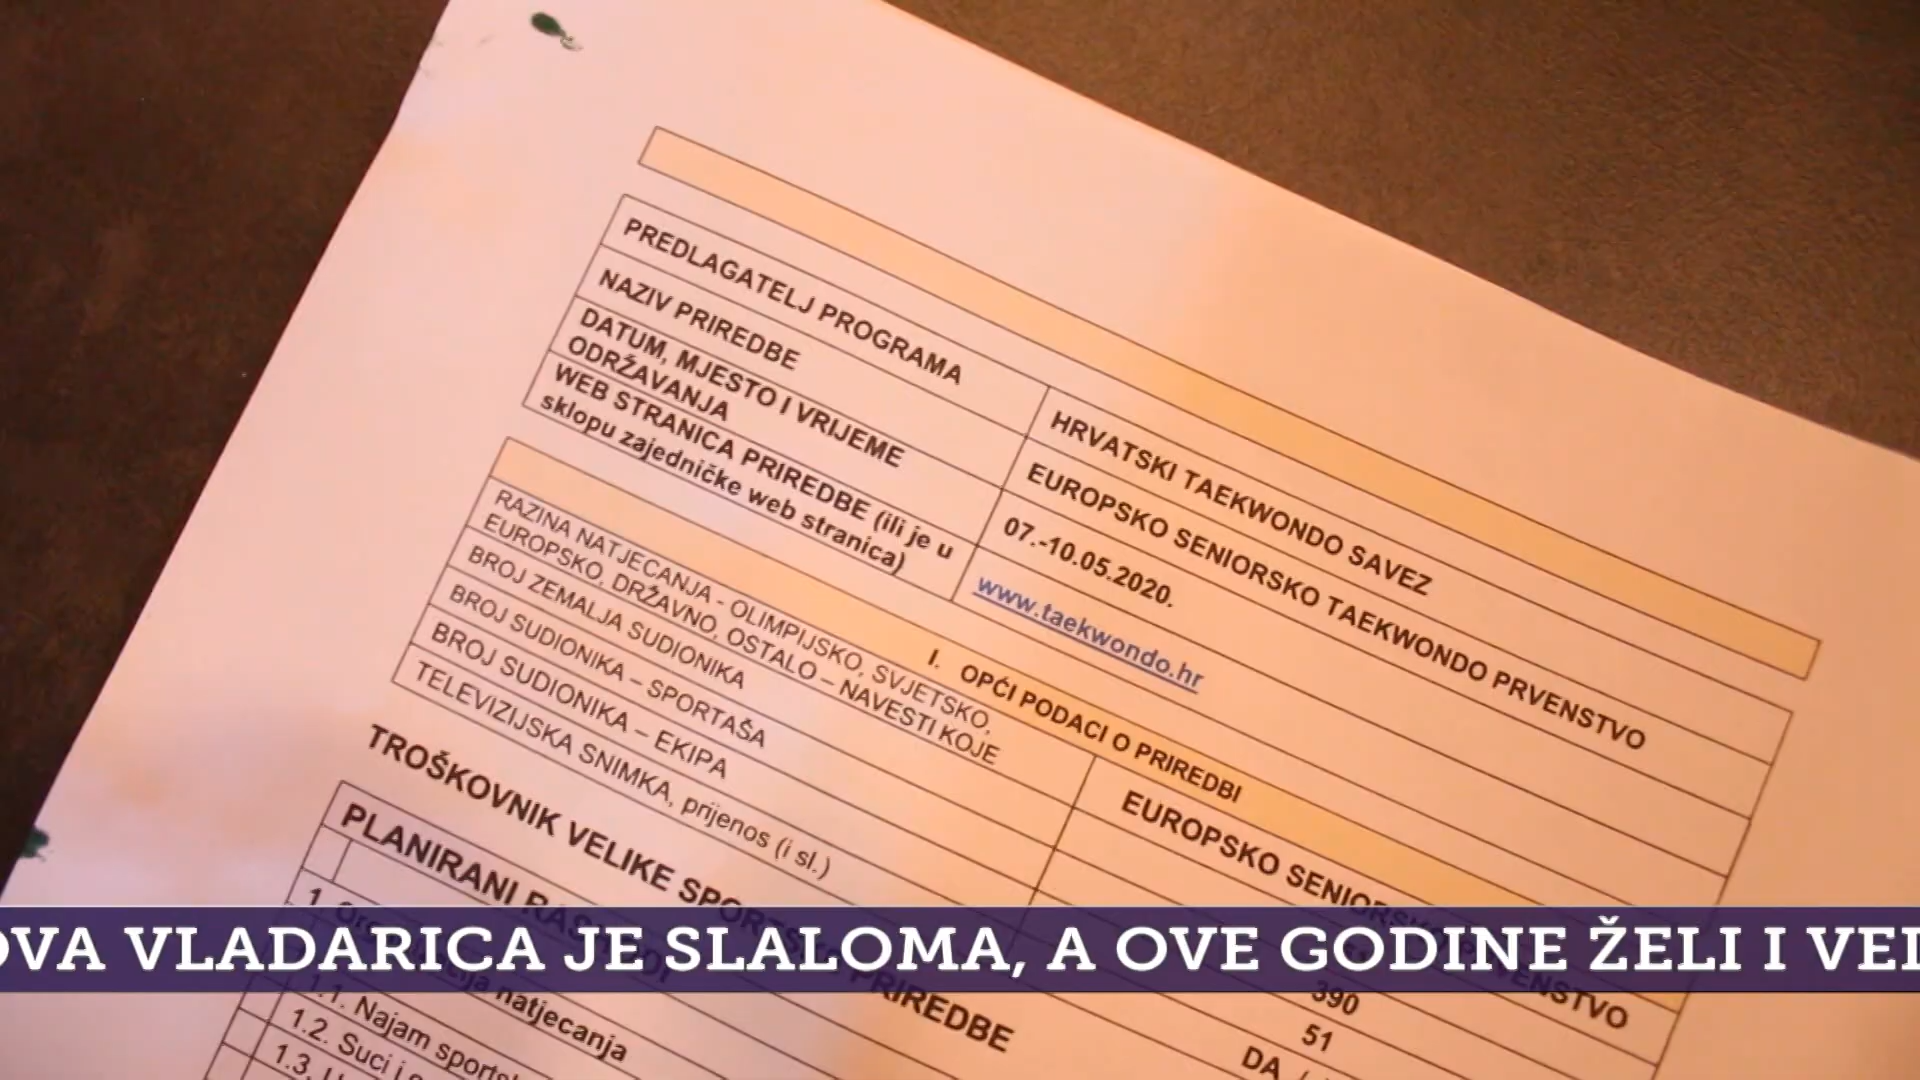 PREDLAGATELJ PROGRAMA
HRVATSKI TAEKWONDO SAVEZ
NAZIV PRIREDBE
EUROPSKO SENIORSKO TAEKWONDO PRVENSTVO
DATUM, MJESTO I VRIJEME
ODRŽAVANJA
07.-10.05.2020.
WEB STRANICA PRIREDBE (ili je u
sklopu zajedničke web stranica)
www.taekwondo.hr
I. OPĆI PODACI O PRIREDBI
RAZINA NATJECANJA - OLIMPIJSKO, SVJETSKO,
EUROPSKO, DRŽAVNO, OSTALO – NAVESTI KOJE
EUROPSKO SENIORSKO PRVENSTVO
BROJ ZEMALJA SUDIONIKA
BROJ SUDIONIKA – SPORTAŠA
390
BROJ SUDIONIKA – EKIPA
51
TELEVIZIJSKA SNIMKA, prijenos (i sl.)
DA /
TROŠKOVNIK VELIKE SPORTSKE PRIREDBE
PLANIRANI
1. natjecanja
1.1. Najam
1.2. Suci i
1.3.
OVA VLADARICA JE SLALOMA, A OVE GODINE ŽELI I VEL